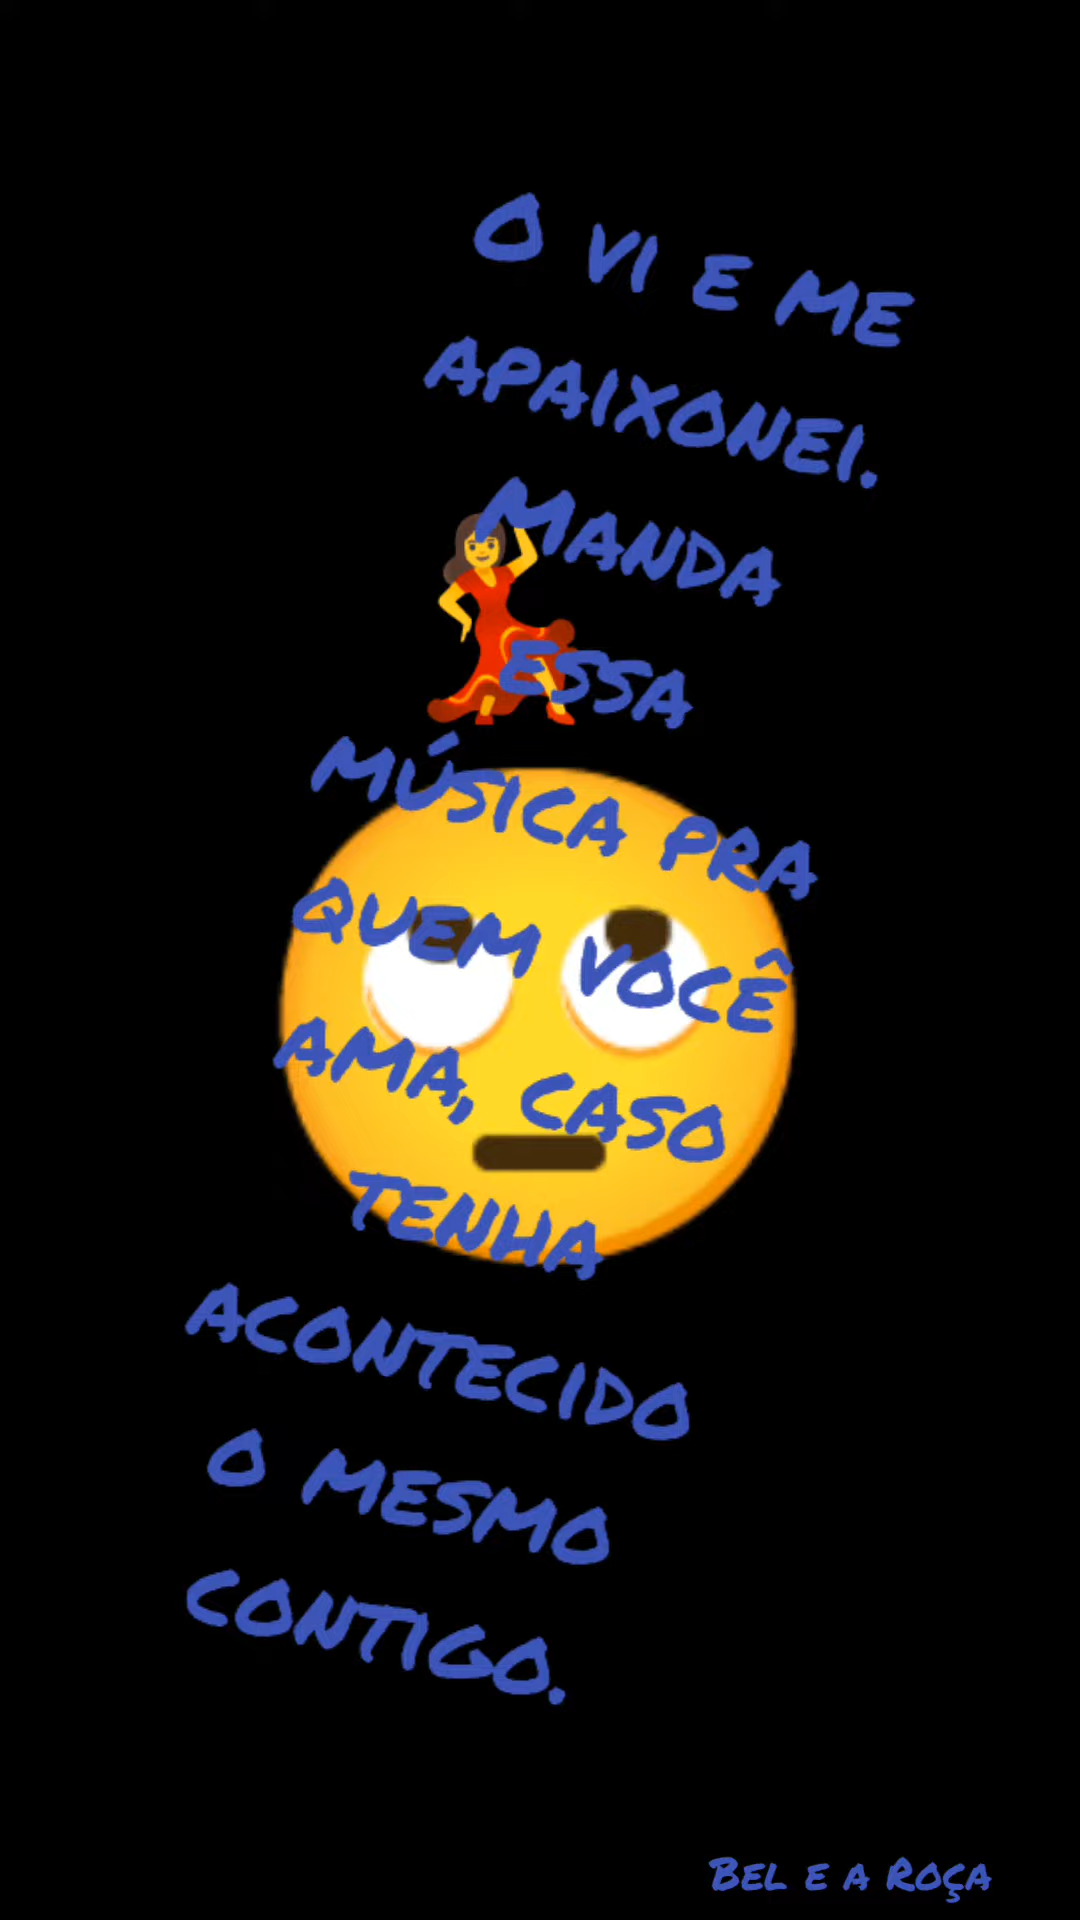 O vi e me
apaixonei.
Manda
essa
música pra
quem você
ama, caso
tenha
acontecido
o mesmo
contigo.
Bel e a Roça